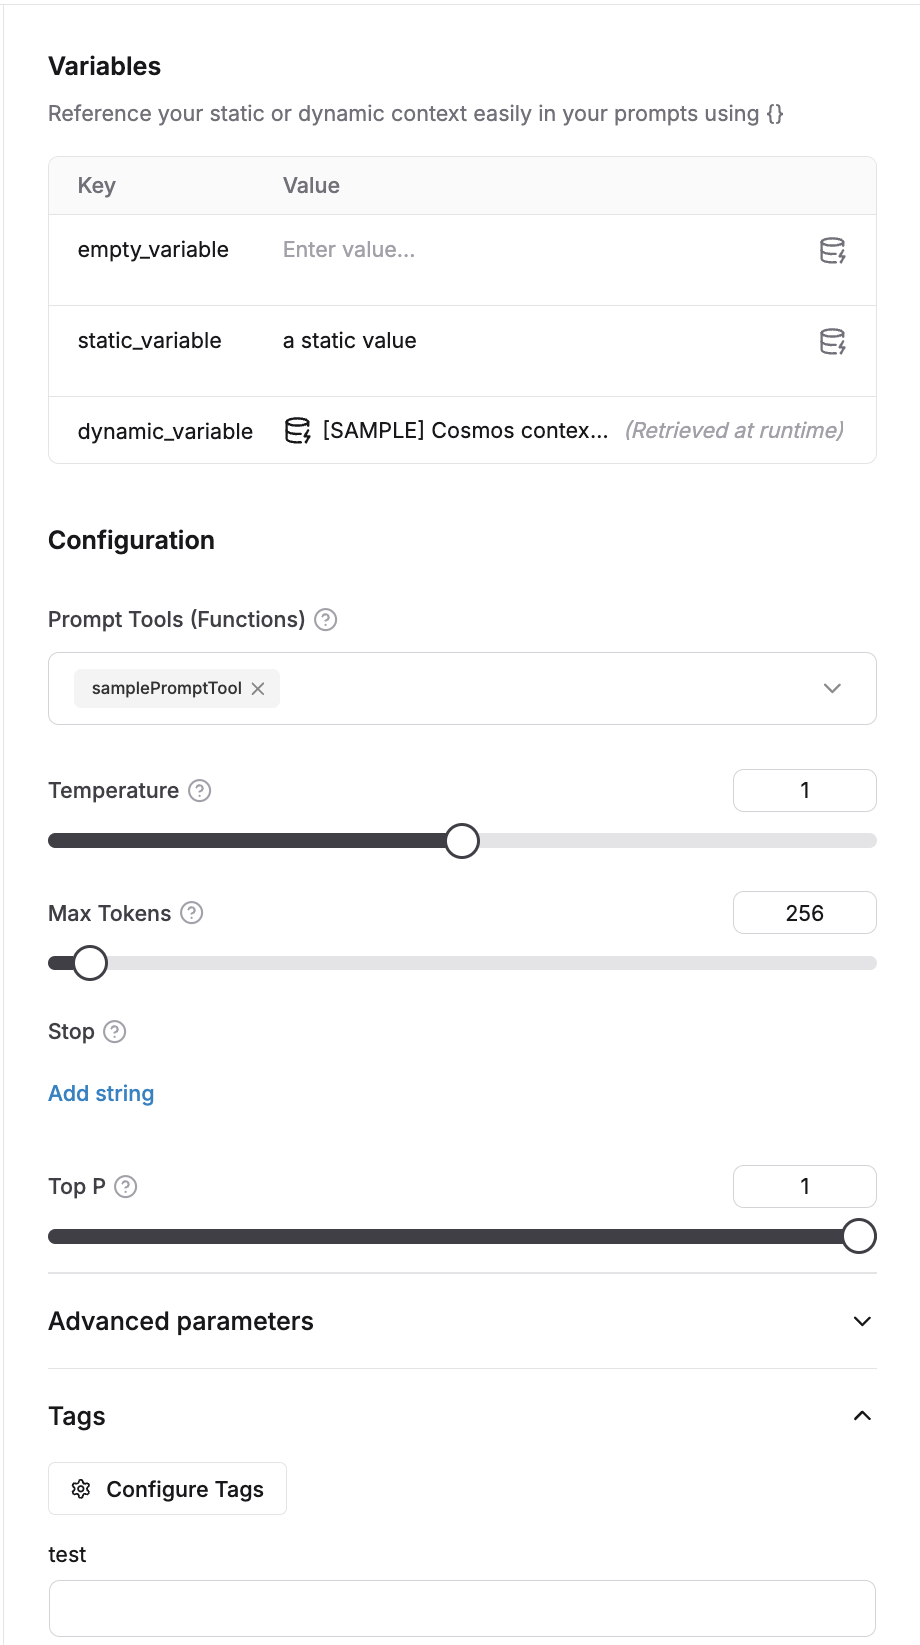 Variables
Reference your static or dynamic context easily in your prompts using {}
Key Value
empty_variable Enter value...
static_variable a static value
dynamic_variable [SAMPLE] Cosmos contex... (Retrieved at runtime)
Configuration
Prompt Tools (Functions)
samplePromptTool
Temperature 1
Max Tokens 256
Stop
Add string
Top P 1
Advanced parameters
Tags
Configure Tags
test